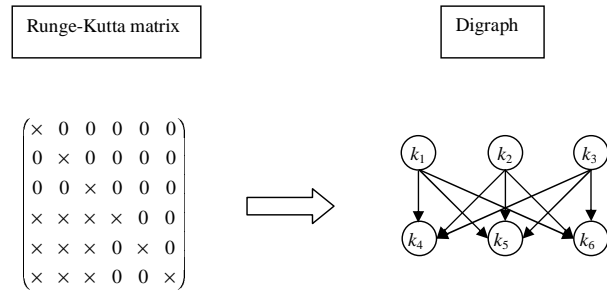 Runge-Kutta matrix
Digraph
× 0 0 0 0 0
0 × 0 0 0 0
0 0 × 0 0 0
× × × × 0 0
× × × 0 × 0
× × × 0 0 ×
k1 k2 k3
k4 k5 k6